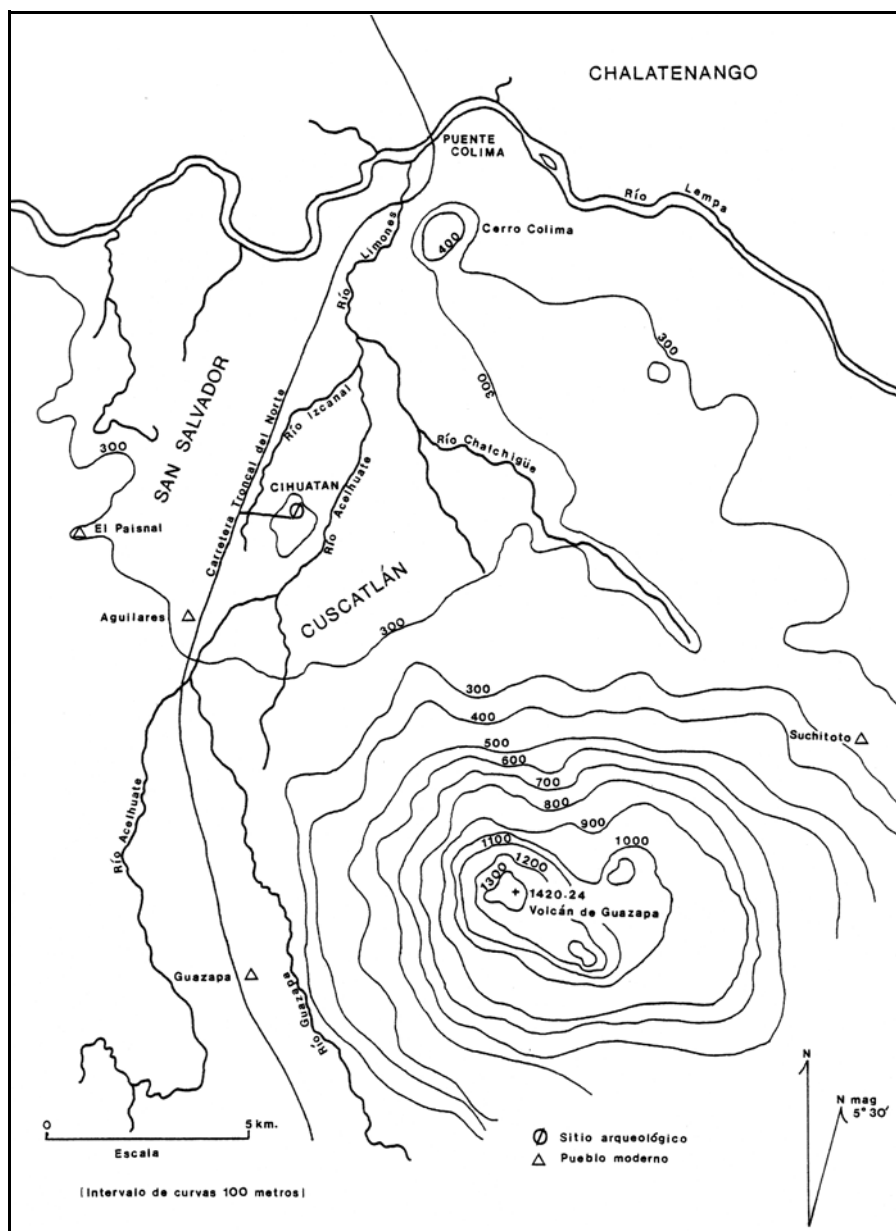 CHALATENANGO
PUENTE
COLIMA
Río Lempa
Río Limones
400
Cerro Colima
300
300
SAN SALVADOR
Carretera Troncal del Norte
Río Izcanal
Río Chalchigüe
300
CIHUATAN
Río Acelhuate
El Paisnal
CUSCATLÁN
Aguilares
300
300
400
Suchitoto
500
600
700
800
900
1100
1000
1200
1300
1420.24
Volcán de Guazapa
Río Acelhuate
Guazapa
Río Guazapa
N
N mag
5° 30'
0
5 km.
Escala
Sitio arqueológico
Pueblo moderno
(Intervalo de curvas 100 metros)